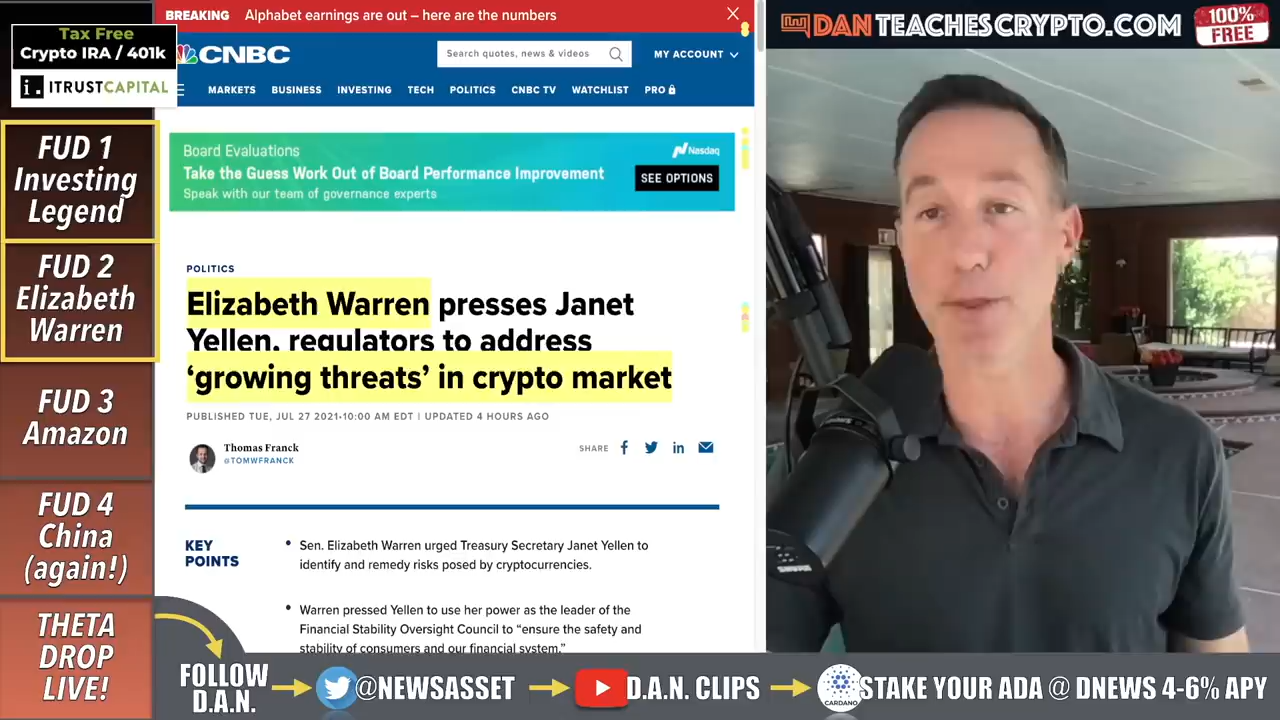 BREAKING Alphabet earnings are out – here are the numbers
Tax Free
Crypto IRA / 401k
i. ITRUSTCAPITAL
FUD 1
Investing
Legend
FUD 2
Elizabeth
Warren
FUD 3
Amazon
FUD 4
China
(again!)
THETA
DROP
LIVE!
CNBC
Search quotes, news & videos
MY ACCOUNT
MARKETS BUSINESS INVESTING TECH POLITICS CNBC TV WATCHLIST PRO
Board Evaluations
Take the Guess Work Out of Board Performance Improvement
Speak with our team of governance experts
Nasdaq
SEE OPTIONS
POLITICS
Elizabeth Warren presses Janet
Yellen, regulators to address
‘growing threats’ in crypto market
PUBLISHED TUE, JUL 27 2021•10:00 AM EDT | UPDATED 4 HOURS AGO
Thomas Franck
@TOMWFRANCK
SHARE
KEY
POINTS
• Sen. Elizabeth Warren urged Treasury Secretary Janet Yellen to
identify and remedy risks posed by cryptocurrencies.
• Warren pressed Yellen to use her power as the leader of the
Financial Stability Oversight Council to “ensure the safety and
stability of consumers and our financial system.”
DANTEACHESCRYPTO.COM
100%
FREE
FOLLOW
D.A.N.
@NEWSASSET
D.A.N. CLIPS
CARDANO
STAKE YOUR ADA @ DNEWS 4-6% APY